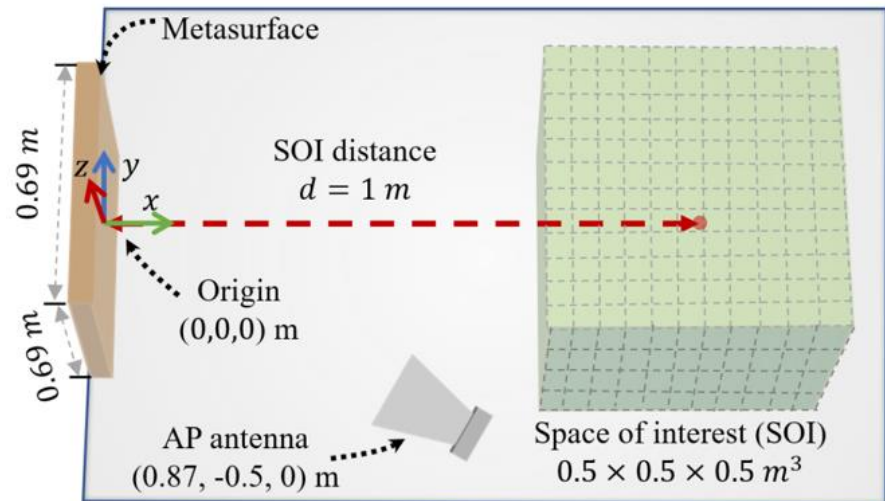 Metasurface
0.69 m
z
y
x
SOI distance
d = 1 m
Origin
(0,0,0) m
0.69 m
AP antenna
(0.87, -0.5, 0) m
Space of interest (SOI)
0.5 × 0.5 × 0.5 m³